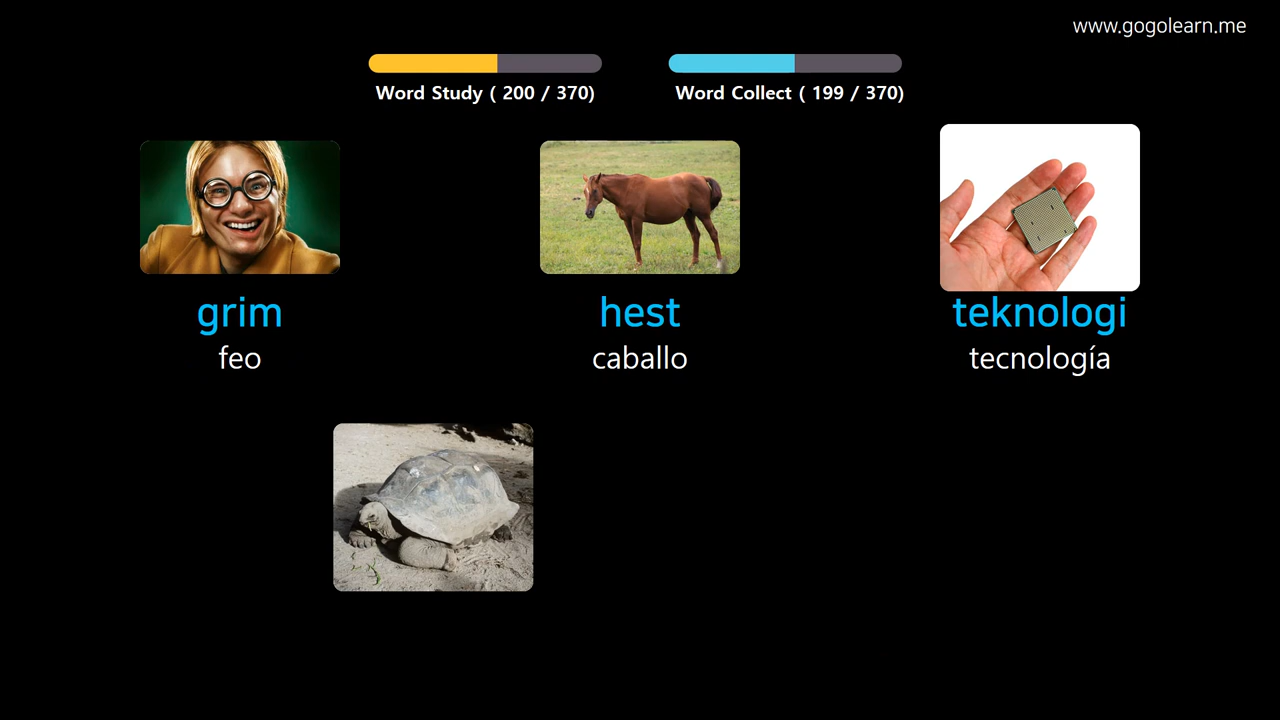 www.gogolearn.me
Word Study ( 200 / 370)
Word Collect ( 199 / 370)
grim
feo
hest
caballo
teknologi
tecnología